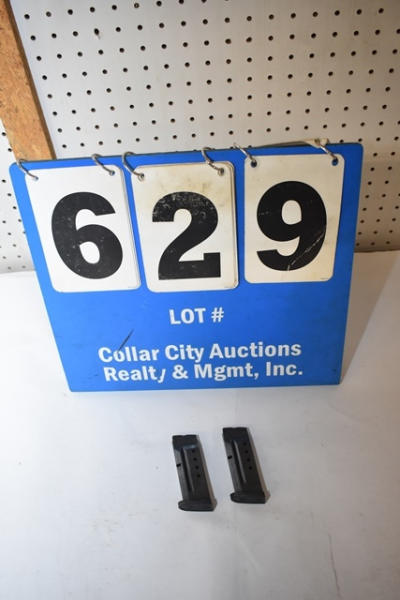 629
LOT #
Collar City Auctions
Realty & Mgmt, Inc.